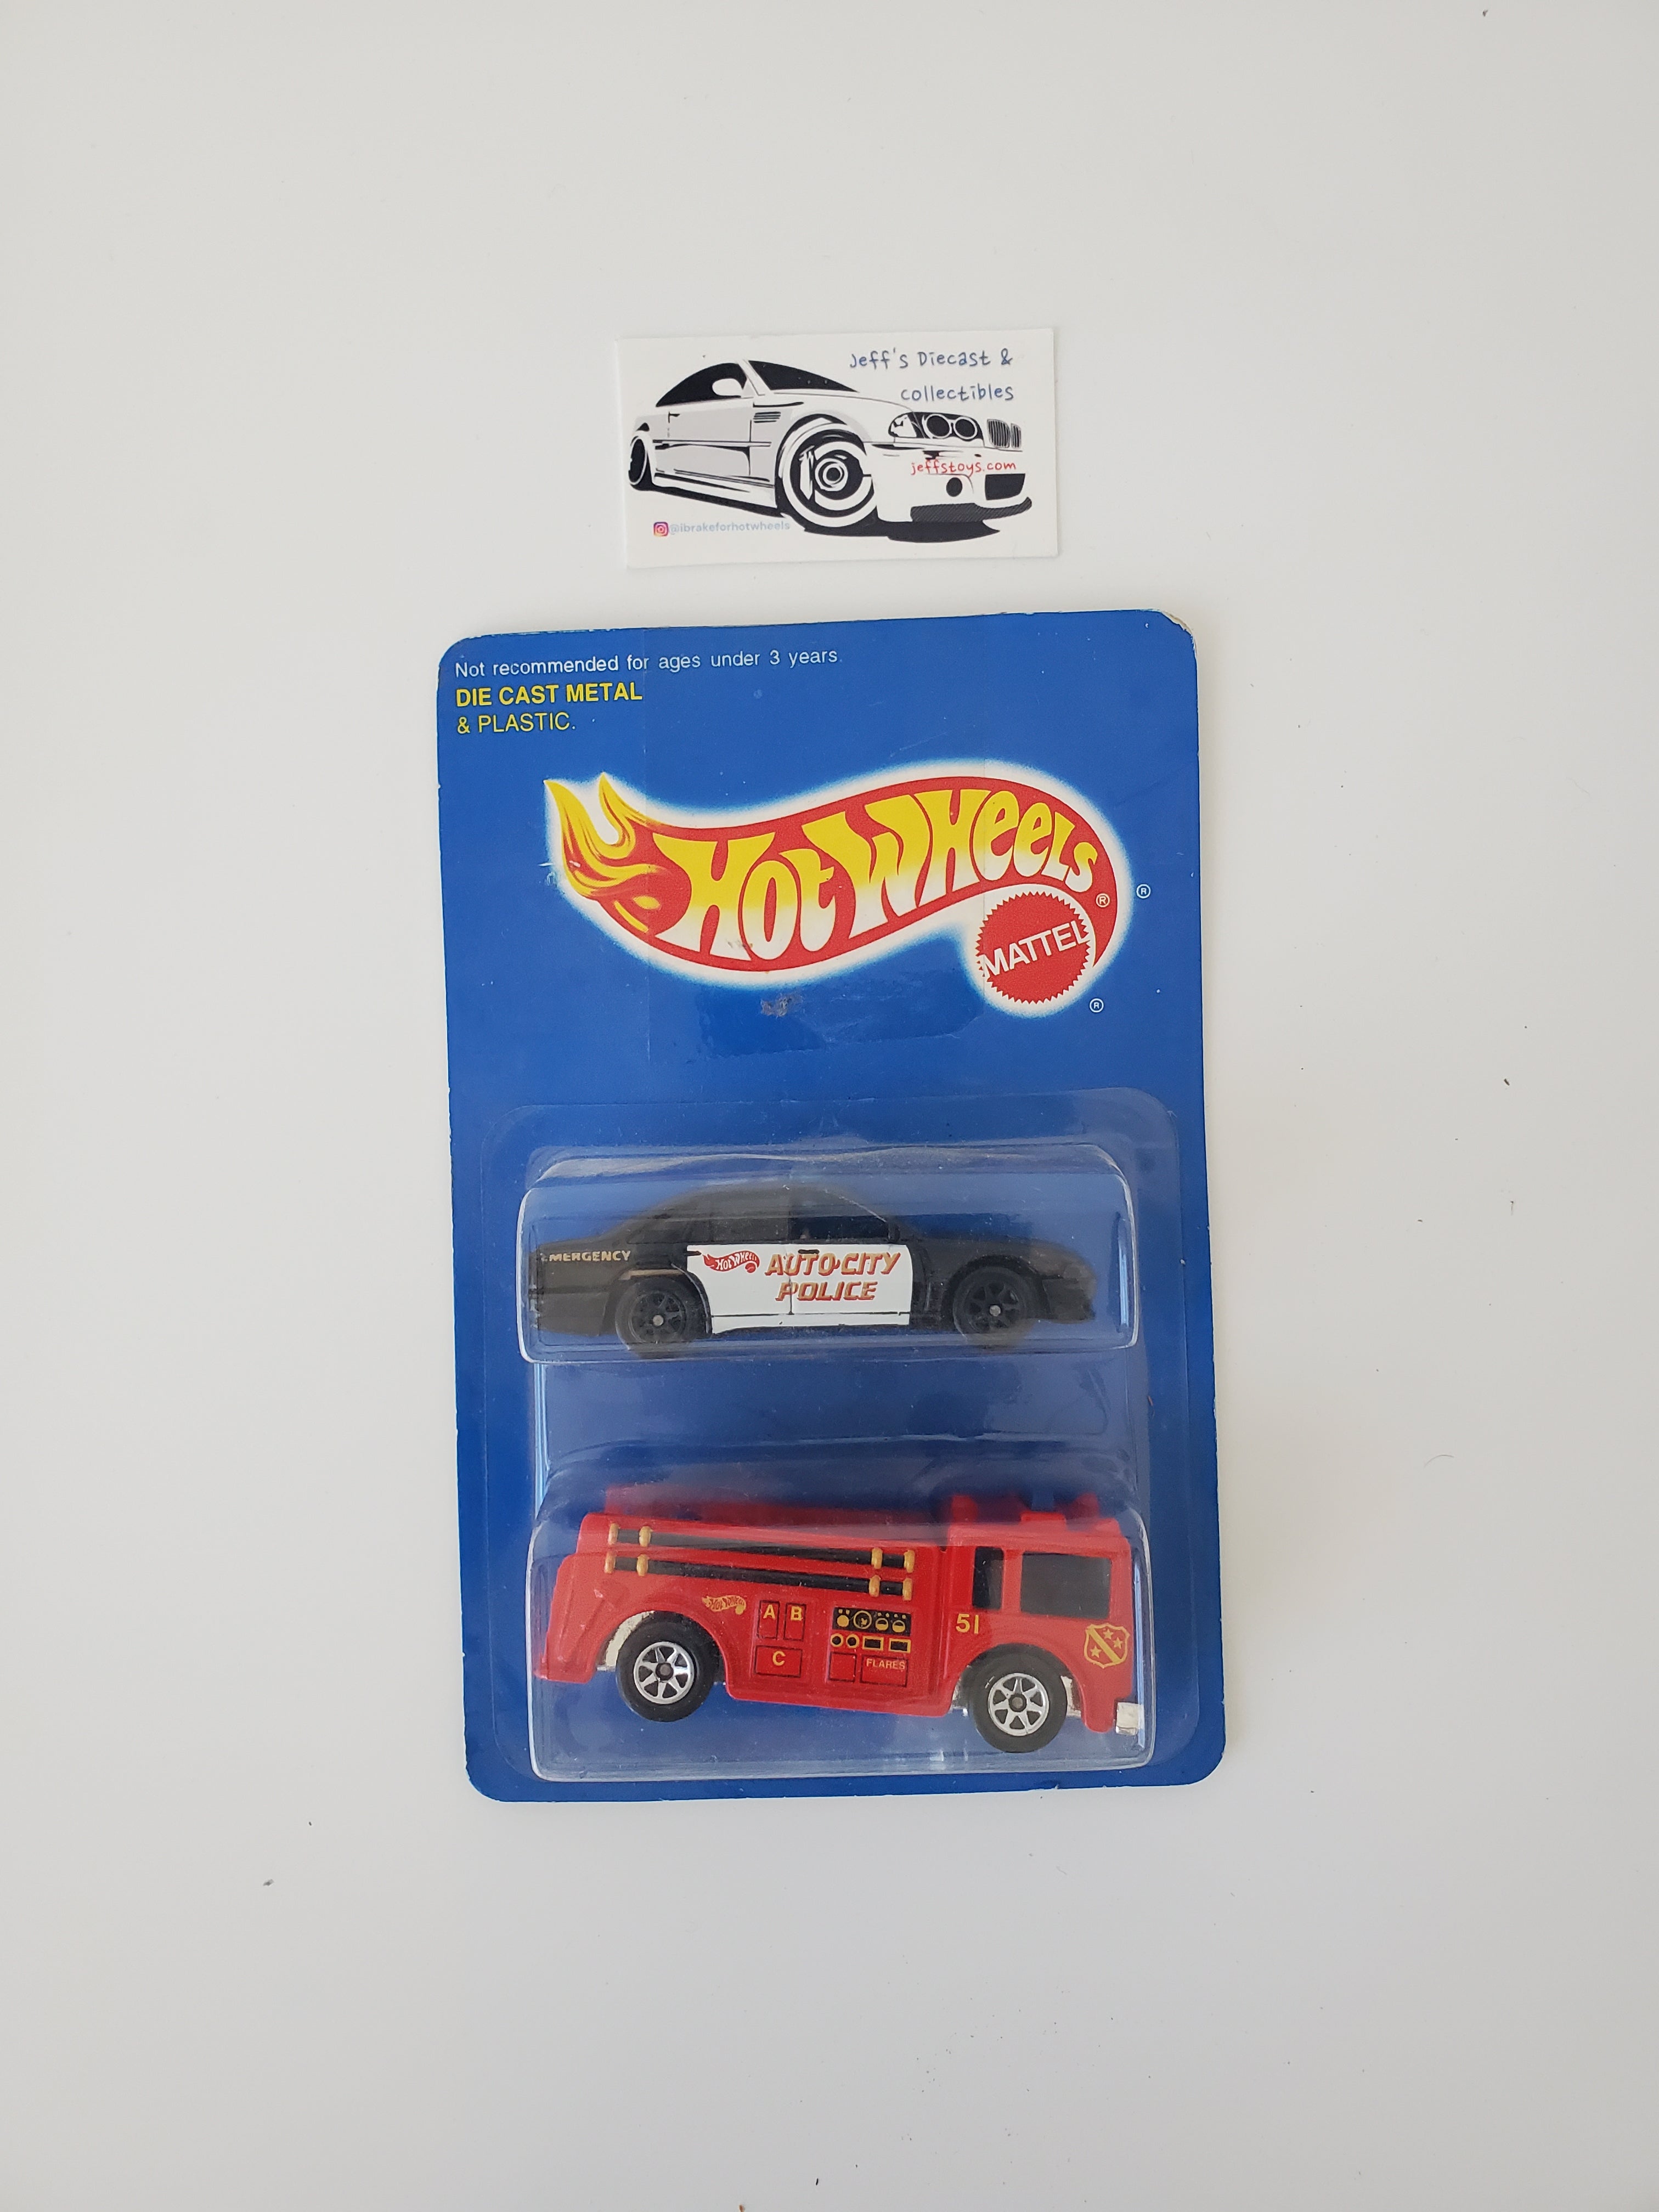 Jeff's Diecast &
collectibles
jeffstoys.com
@ibrakeforhotwheels
Not recommended for ages under 3 years.
DIE CAST METAL
& PLASTIC.
HOT WHEELS®
®
MATTEL
®
EMERGENCY
HOT WHEELS
AUTO·CITY
POLICE
HOT WHEELS
A B
C
FLARES
51